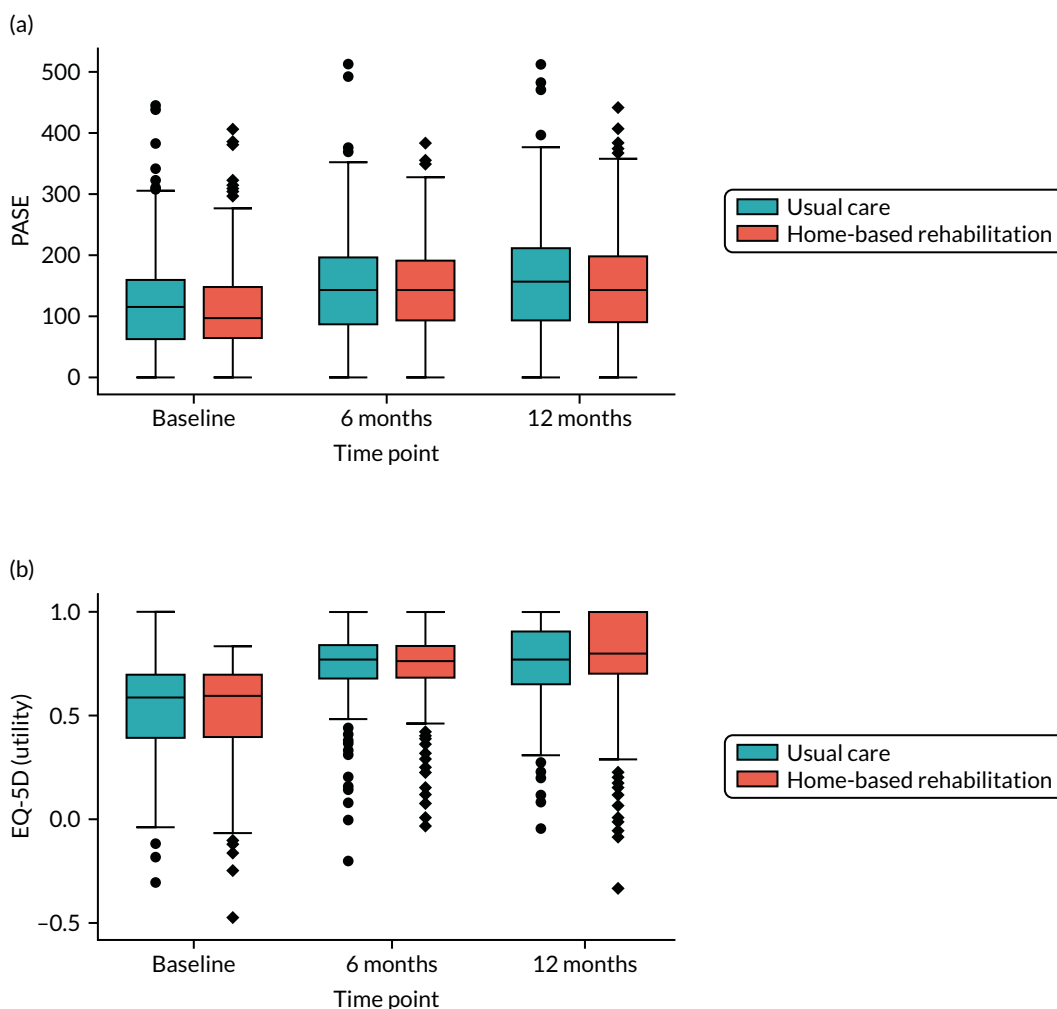 (a)
500
400
300
200
100
0
PASE
Baseline
6 months
12 months
Time point
Usual care
Home-based rehabilitation
(b)
1.0
0.5
0.0
–0.5
EQ-5D (utility)
Baseline
6 months
12 months
Time point
Usual care
Home-based rehabilitation